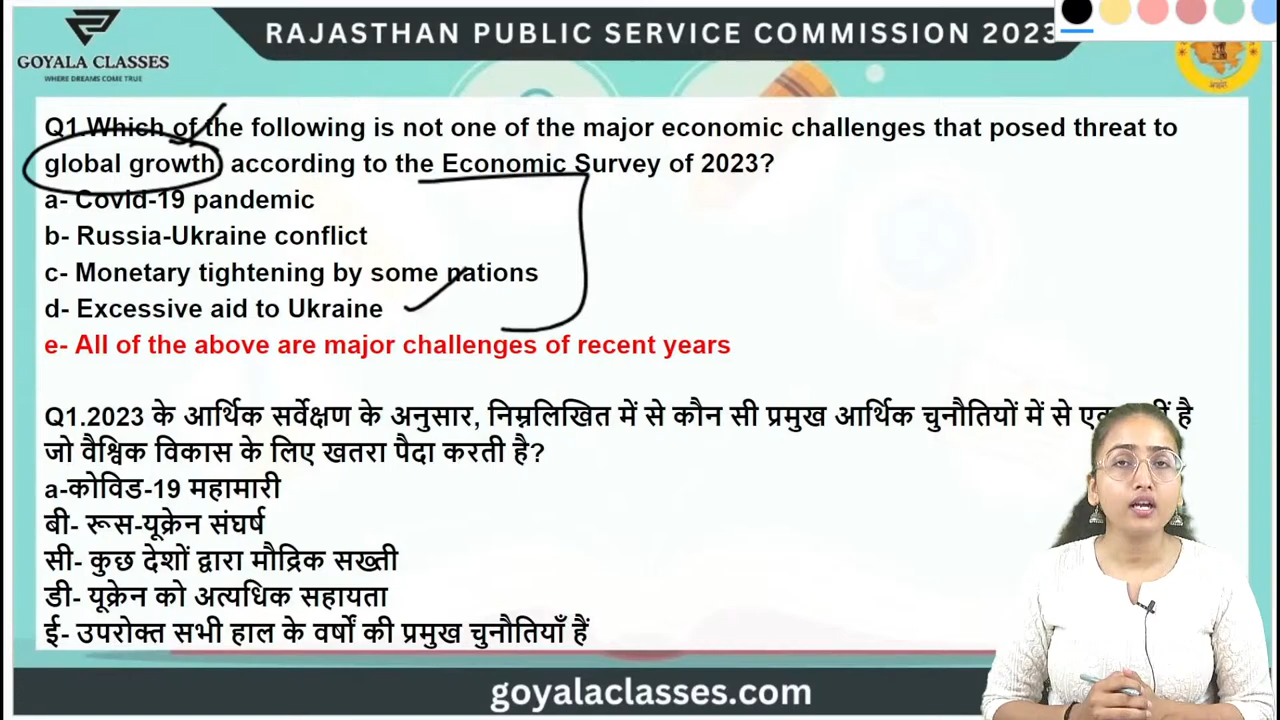 GOYALA CLASSES
WHERE DREAMS COME TRUE
RAJASTHAN PUBLIC SERVICE COMMISSION 2023
Q1 Which of the following is not one of the major economic challenges that posed threat to
global growth, according to the Economic Survey of 2023?
a- Covid-19 pandemic
b- Russia-Ukraine conflict
c- Monetary tightening by some nations
d- Excessive aid to Ukraine
e- All of the above are major challenges of recent years
Q1.2023 के आर्थिक सर्वेक्षण के अनुसार, निम्नलिखित में से कौन सी प्रमुख आर्थिक चुनौतियों में से है
जो वैश्विक विकास के लिए खतरा पैदा करती है?
a-कोविड-19 महामारी
बी- रूस-यूक्रेन संघर्ष
सी- कुछ देशों द्वारा मौद्रिक सख्ती
डी- यूक्रेन को अत्यधिक सहायता
ई- उपरोक्त सभी हाल के वर्षों की प्रमुख चुनौतियाँ हैं
goyalaclasses.com